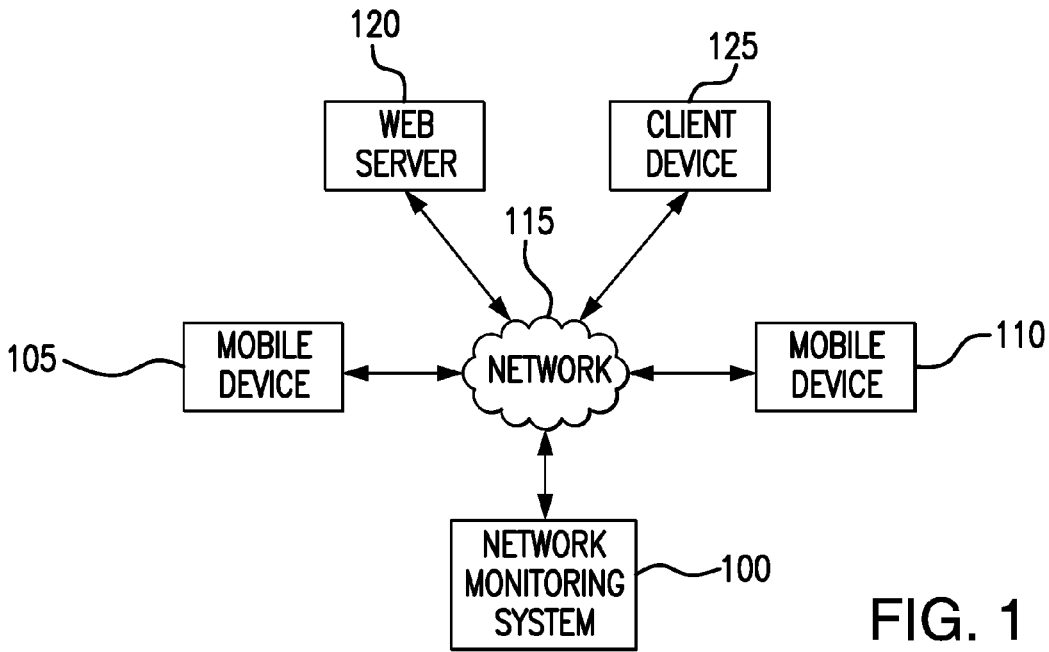 120
125
WEB
SERVER
CLIENT
DEVICE
115
105
MOBILE
DEVICE
NETWORK
MOBILE
DEVICE
110
NETWORK
MONITORING
SYSTEM
100
FIG. 1